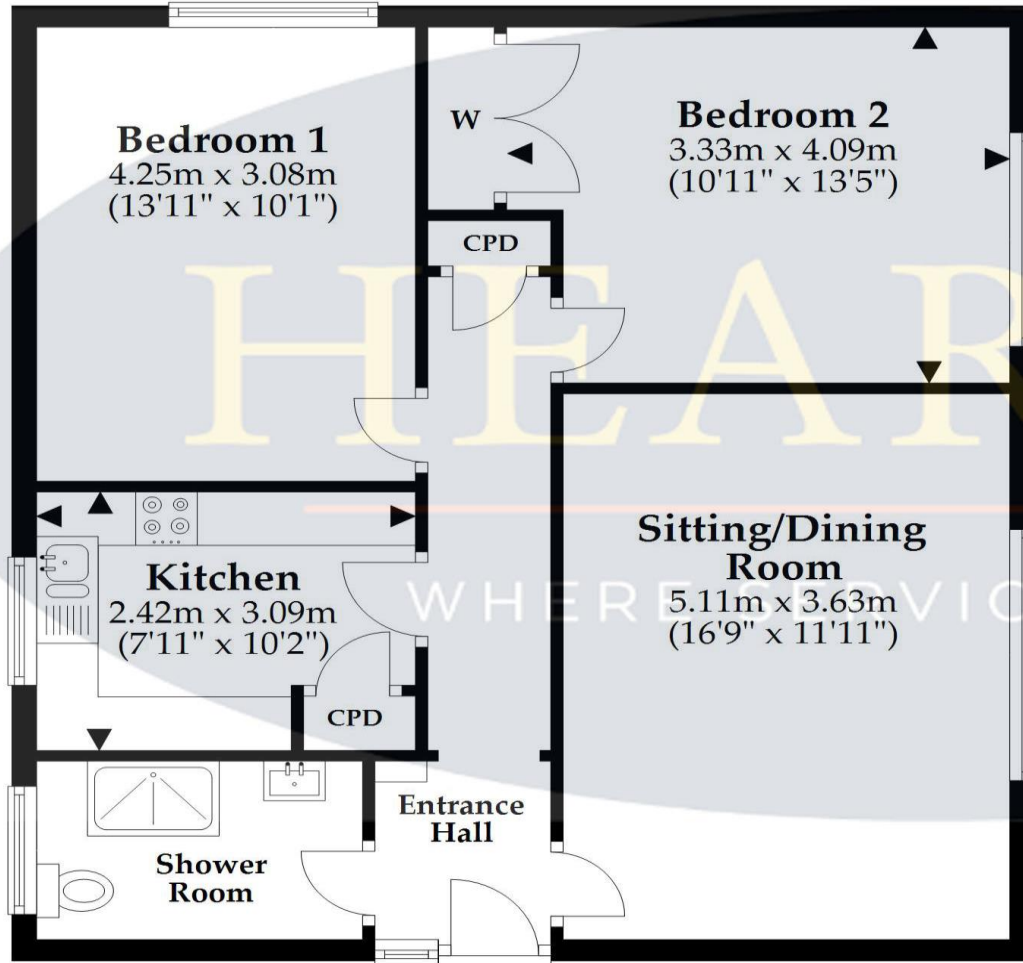 Bedroom 1
4.25m x 3.08m
(13'11" x 10'1")
W
Bedroom 2
3.33m x 4.09m
(10'11" x 13'5")
CPD
HEAR
Kitchen
2.42m x 3.09m
(7'11" x 10'2")
CPD
Sitting/Dining
Room
5.11m x 3.63m
(16'9" x 11'11")
WHERE SERVIC
Entrance
Hall
Shower
Room